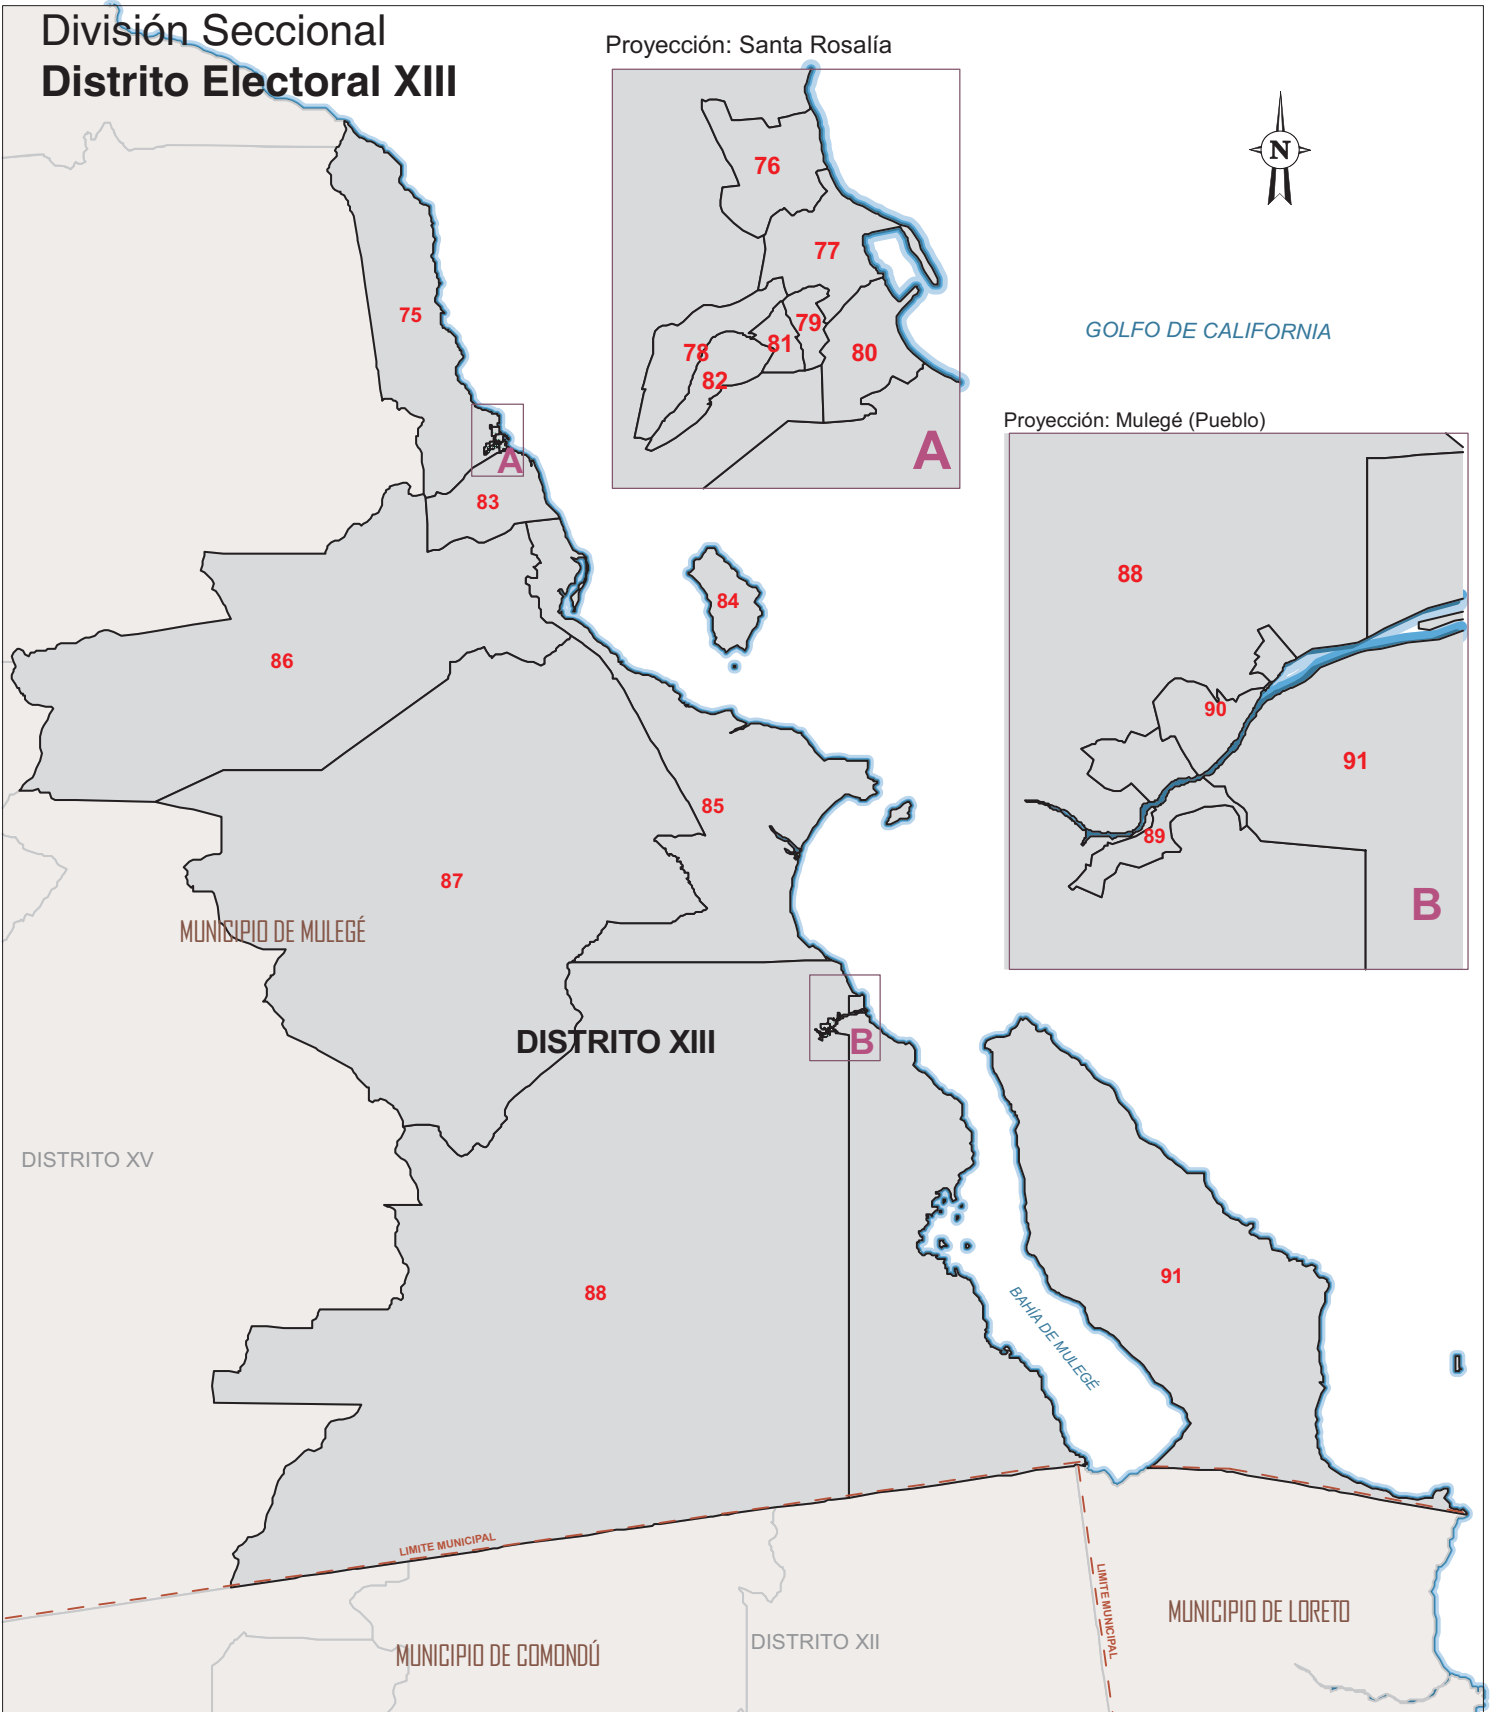 División Seccional
Distrito Electoral XIII
Proyección: Santa Rosalía
76
77
78
79
80
81
82
A
N
GOLFO DE CALIFORNIA
Proyección: Mulegé (Pueblo)
88
90
91
89
B
75
A
83
84
86
85
87
MUNICIPIO DE MULEGÉ
DISTRITO XIII
B
DISTRITO XV
88
91
BAHÍA DE MULEGÉ
LIMITE MUNICIPAL
LIMITE MUNICIPAL
MUNICIPIO DE LORETO
MUNICIPIO DE COMONDÚ
DISTRITO XII